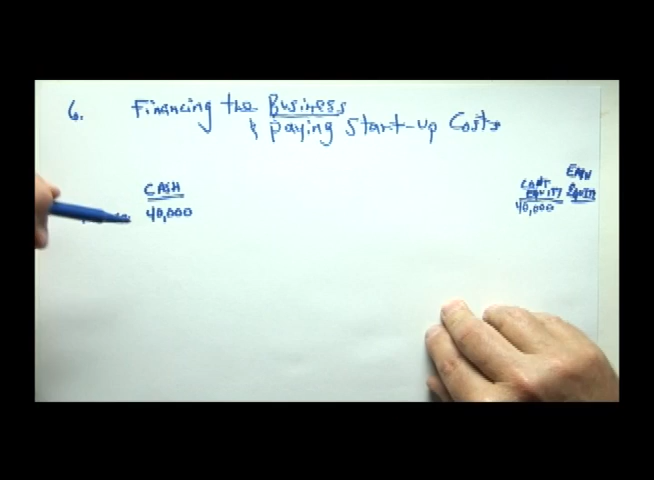 6. Financing the Business
& paying Start-up Costs
CASH
40,000
CONT
EQUITY
40,000
EARN
EQUITY